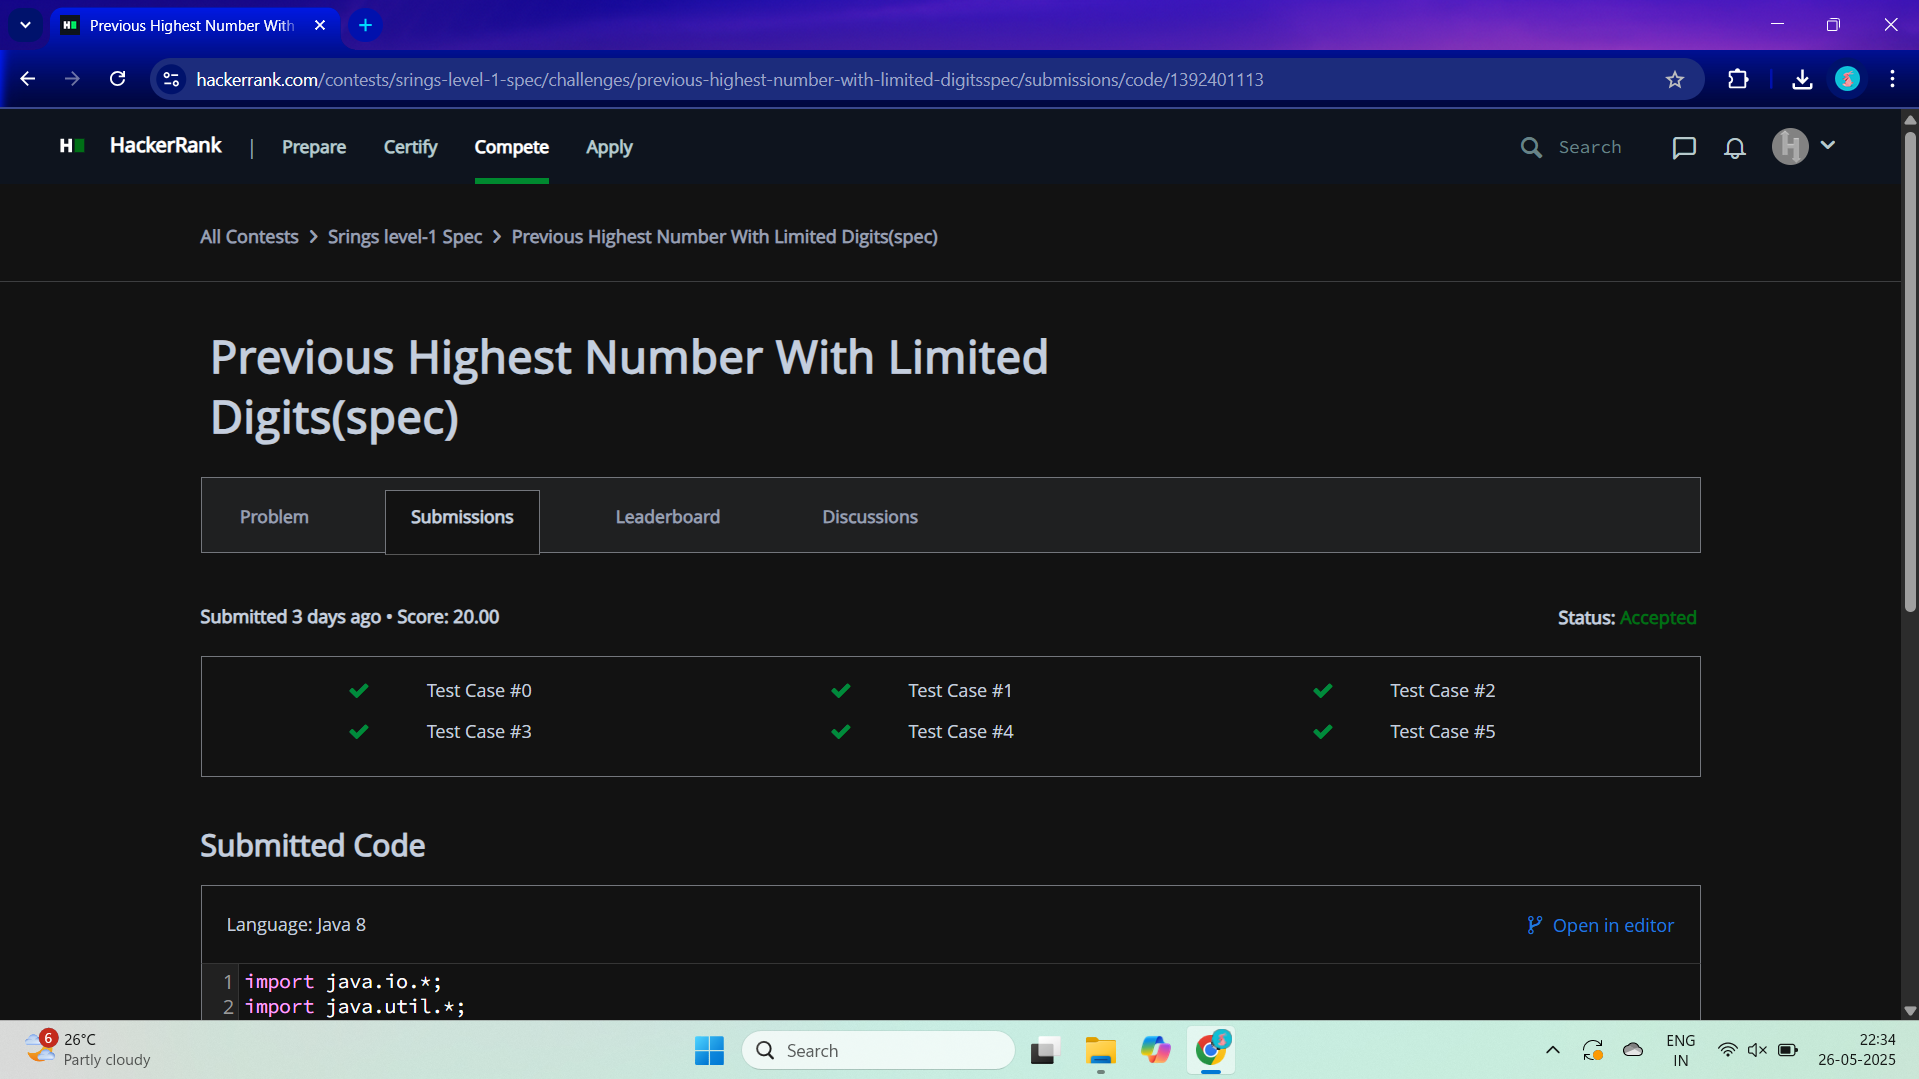 Previous Highest Number With
hackerrank.com/contests/srings-level-1-spec/challenges/previous-highest-number-with-limited-digitsspec/submissions/code/1392401113
H HackerRank | Prepare Certify Compete Apply Search
All Contests > Srings level-1 Spec > Previous Highest Number With Limited Digits(spec)
Previous Highest Number With Limited
Digits(spec)
Problem Submissions Leaderboard Discussions
Submitted 3 days ago • Score: 20.00 Status: Accepted
Test Case #0 Test Case #1 Test Case #2
Test Case #3 Test Case #4 Test Case #5
Submitted Code
Language: Java 8 Open in editor
1 import java.io.*;
2 import java.util.*;
6 26°C
Partly cloudy
Search
ENG
IN
22:34
26-05-2025